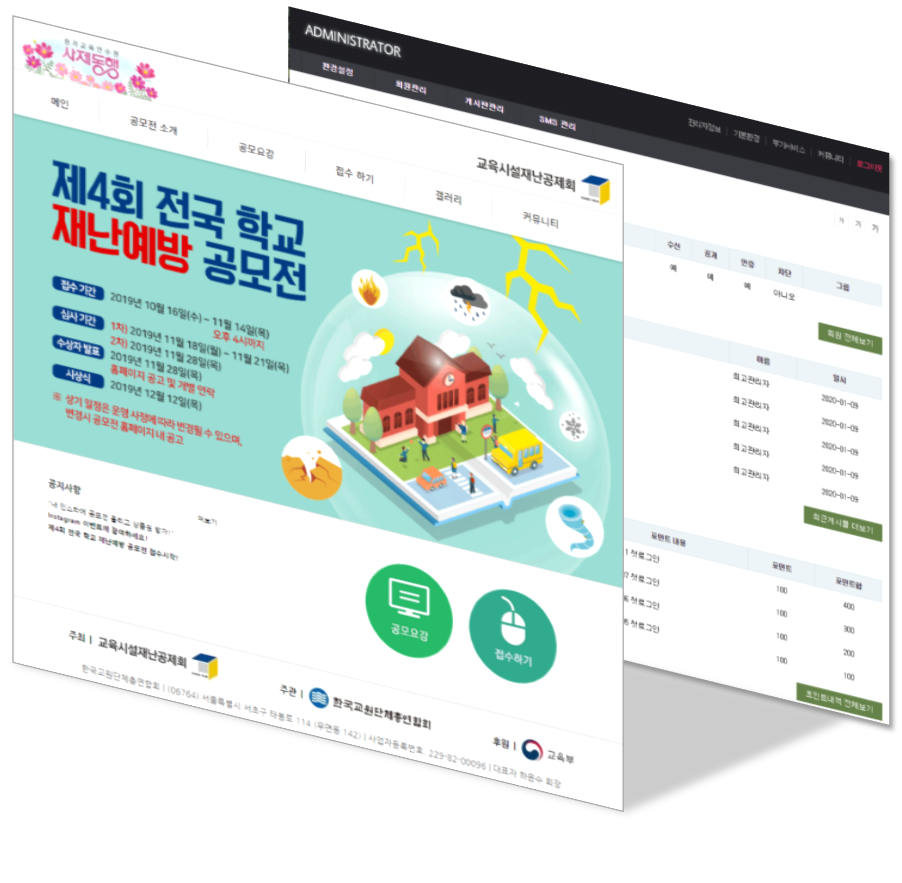 한국교육연수원
사제동행
메인
공모전 소개
공모요강
접수 하기
갤러리
커뮤니티
교육시설재난공제회
제4회 전국 학교
재난예방 공모전
접수 기간 2019년 10월 16일(수) ~ 11월 14일(목)
오후 4시까지
심사 기간 1차) 2019년 11월 18일(월) ~ 11월 21일(목)
2차) 2019년 11월 28일(목)
수상자 발표 2019년 11월 28일(목)
홈페이지 공고 및 개별 연락
시상식 2019년 12월 12일(목)
※ 상기 일정은 운영 사정에 따라 변경될 수 있으며,
변경시 공모전 홈페이지 내 공고
공지사항
더보기
Instagram 이벤트에 참여하세요!
제4회 전국 학교 재난예방 공모전 접수시작!
공모요강
접수하기
주최 | 교육시설재난공제회
주관 | 한국교원단체총연합회
후원 | 교육부
한국교원단체총연합회 | (06764) 서울특별시 서초구 태봉로 114 (우면동 142) | 사업자등록번호. 229-82-00096 | 대표자 하윤수 회장
ADMINISTRATOR
환경설정
회원관리
게시판관리
SMS 관리
관리자정보 | 기본환경 | 부가서비스 | 커뮤니티 | 로그아웃
가 가 가
수신 공개 인증 차단 그룹
예 예 예 아니오
회원 전체보기
이름 일시
최고관리자 2020-01-09
최고관리자 2020-01-09
최고관리자 2020-01-09
최고관리자 2020-01-09
최고관리자 2020-01-09
최근게시물 더보기
포인트 내용 포인트 포인트합
첫로그인 100 400
첫로그인 100 300
첫로그인 100 200
첫로그인 100 100
포인트내역 전체보기